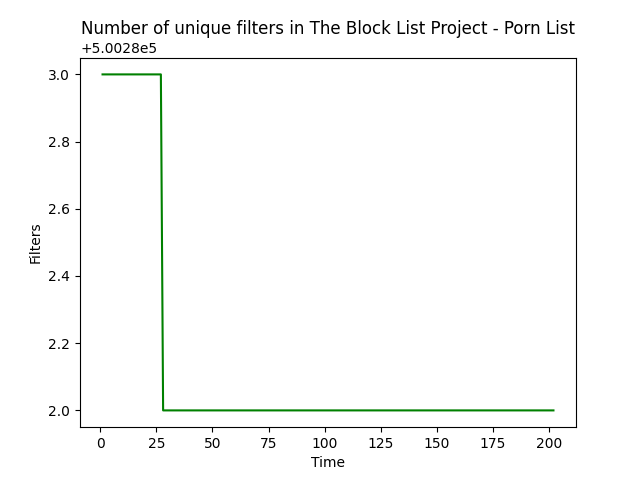 Number of unique filters in The Block List Project - Porn List
+5.0028e5
3.0
2.8
2.6
2.4
2.2
2.0
Filters
0 25 50 75 100 125 150 175 200
Time